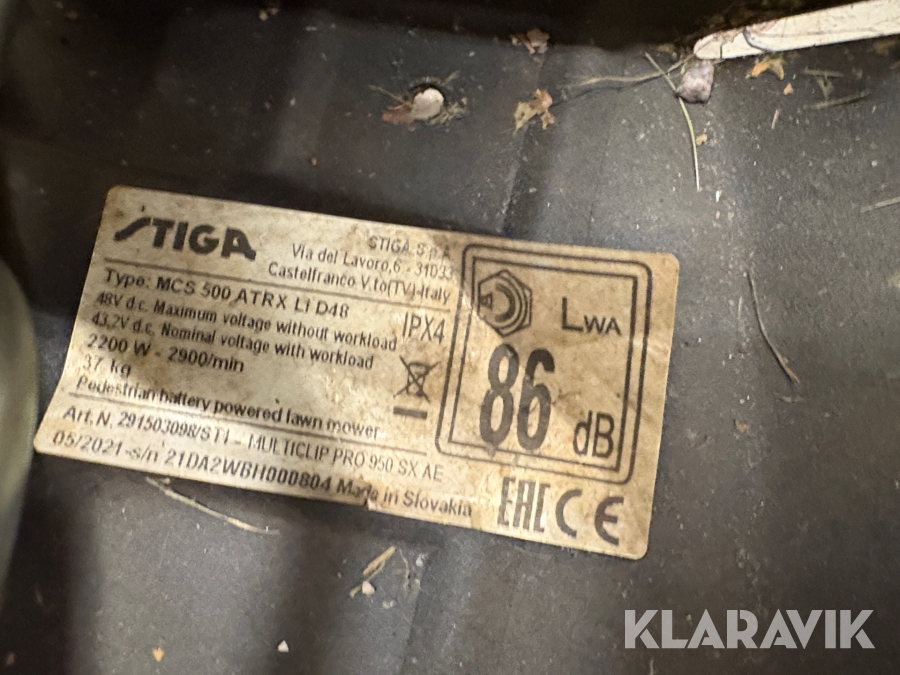 STIGA
STIGA S.p.A
Via del Lavoro,6 - 31033
Castelfranco V.to(TV)-Italy
Type: MCS 500 ATRX LI D48
48V d.c. Maximum voltage without workload
43,2V d.c. Nominal voltage with workload
IPX4
2200 W - 2900/min
37 kg
Pedestrian battery powered lawn mower
Art.N. 291503098/ST1 - MULTICLIP PRO 950 SX AE
05/2021-s/n 21DA2WBH000804 Made in Slovakia
LWA
86 dB
EAC CE
KLARAVIK